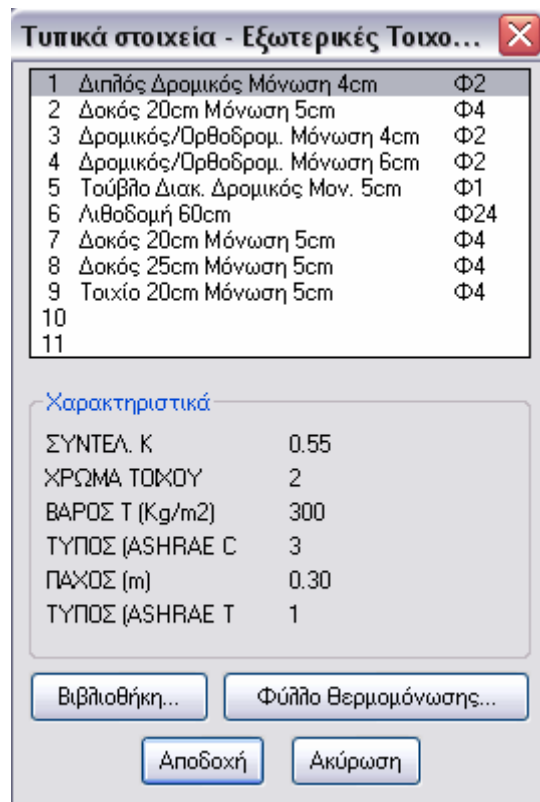 Τυπικά στοιχεία - Εξωτερικές Τοιχο...
1 Διπλός Δρομικός Μόνωση 4cm Φ2
2 Δοκός 20cm Μόνωση 5cm Φ4
3 Δρομικός/Ορθοδρομ. Μόνωση 4cm Φ2
4 Δρομικός/Ορθοδρομ. Μόνωση 6cm Φ2
5 Τούβλο Διακ. Δρομικός Μον. 5cm Φ1
6 Λιθοδομή 60cm Φ24
7 Δοκός 20cm Μόνωση 5cm Φ4
8 Δοκός 25cm Μόνωση 5cm Φ4
9 Τοιχίο 20cm Μόνωση 5cm Φ4
10
11
Χαρακτηριστικά
ΣΥΝΤΕΛ. Κ 0.55
ΧΡΩΜΑ ΤΟΙΧΟΥ 2
ΒΑΡΟΣ Τ (Kg/m2) 300
ΤΥΠΟΣ (ASHRAE C 3
ΠΑΧΟΣ (m) 0.30
ΤΥΠΟΣ (ASHRAE T 1
Βιβλιοθήκη... Φύλλο θερμομόνωσης...
Αποδοχή Ακύρωση